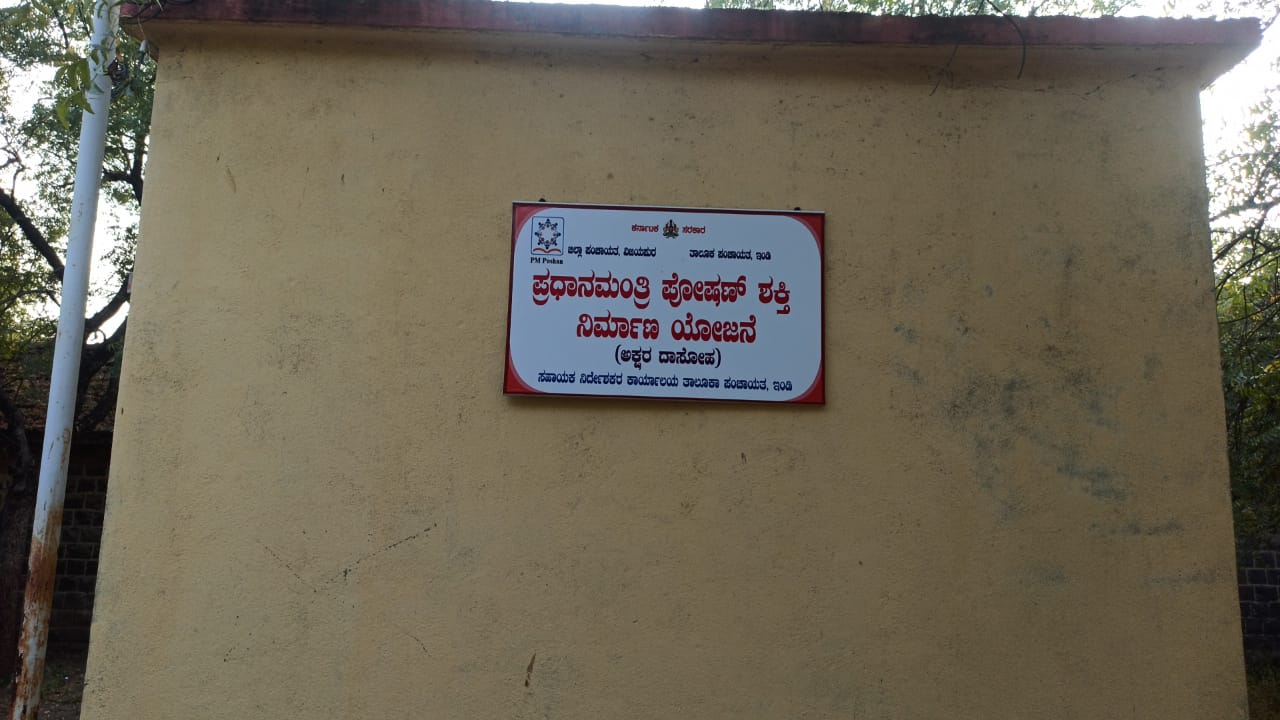 ಕರ್ನಾಟಕ ಸರಕಾರ
PM Poshan
ಜಿಲ್ಲಾ ಪಂಚಾಯತ, ವಿಜಯಪುರ ತಾಲೂಕ ಪಂಚಾಯತ, ಇಂಡಿ
ಪ್ರಧಾನಮಂತ್ರಿ ಪೋಷಣ್ ಶಕ್ತಿ
ನಿರ್ಮಾಣ ಯೋಜನೆ
(ಅಕ್ಷರ ದಾಸೋಹ)
ಸಹಾಯಕ ನಿರ್ದೇಶಕರ ಕಾರ್ಯಾಲಯ ತಾಲೂಕಾ ಪಂಚಾಯತ, ಇಂಡಿ